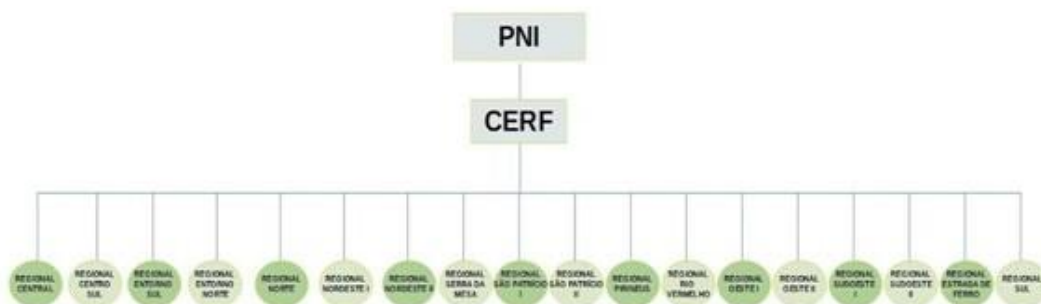 PNI
CERF
REGIONAL
CENTRAL
REGIONAL
CENTRO
SUL
REGIONAL
ENTORNO
SUL
REGIONAL
ENTORNO
NORTE
REGIONAL
NORTE
REGIONAL
NORDESTE I
REGIONAL
NORDESTE II
REGIONAL
SERRA DA
MESA
REGIONAL
SÃO PATRÍCIO
I
REGIONAL
SÃO PATRÍCIO
II
REGIONAL
PIRINEUS
REGIONAL
RIO
VERMELHO
REGIONAL
OESTE I
REGIONAL
OESTE II
REGIONAL
SUDOESTE
I
REGIONAL
SUDOESTE
II
REGIONAL
ESTRADA DE
FERRO
REGIONAL
SUL